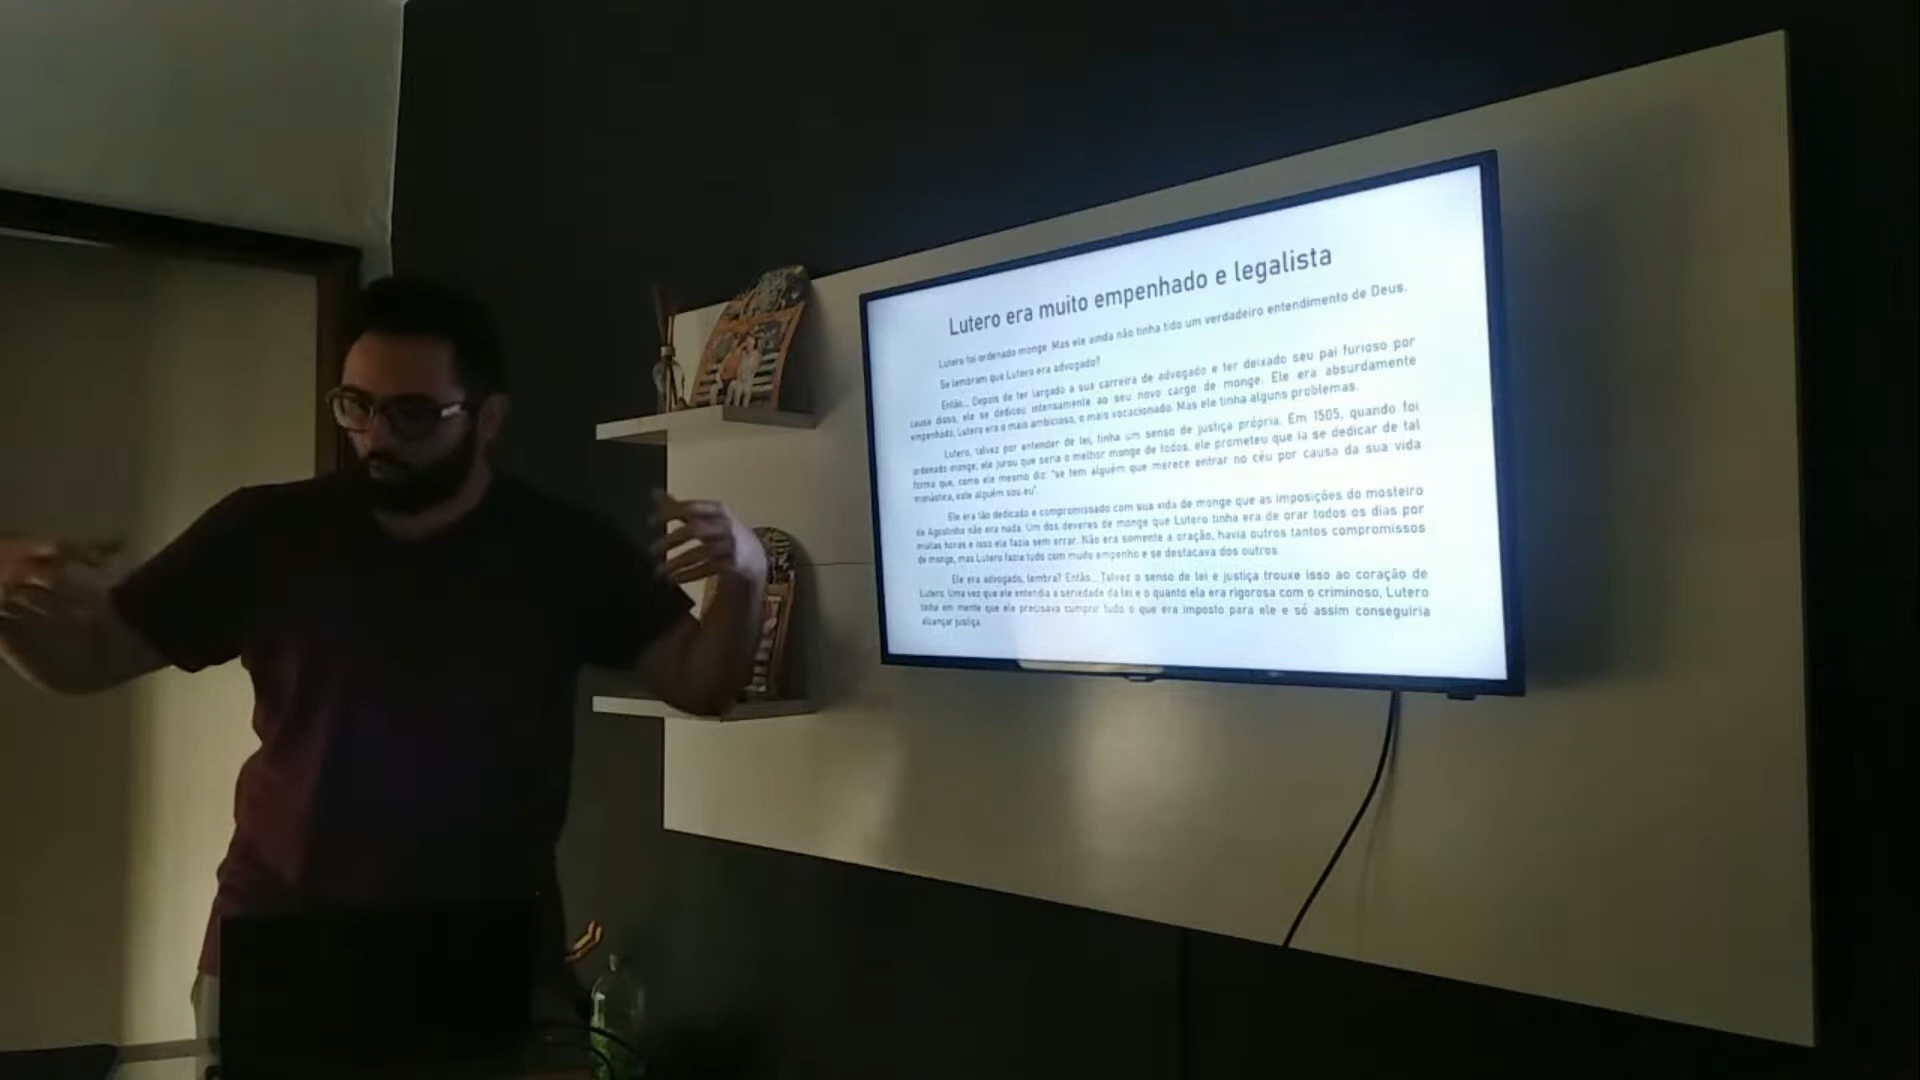 Lutero era muito empenhado e legalista
Lutero foi ordenado monge. Mas ele ainda não tinha tido um verdadeiro entendimento de Deus.
Se lembram que Lutero era advogado?
Então... Depois de ter largado a sua carreira de advogado e ter deixado seu pai furioso por
causa disso, ele se dedicou intensamente ao seu novo cargo de monge. Ele era absurdamente
empenhado, Lutero era o mais ambicioso, o mais vocacionado. Mas ele tinha alguns problemas.
Lutero, talvez por entender de lei, tinha um senso de justiça própria. Em 1505, quando foi
ordenado monge, ele jurou que seria o melhor monge de todos, ele prometeu que ia se dedicar de tal
forma que, como ele mesmo diz: "se tem alguém que merece entrar no céu por causa da sua vida
monástica, este alguém sou eu".
Ele era tão dedicado e compromissado com sua vida de monge que as imposições do mosteiro
de Agostinho não era nada. Um dos deveres de monge que Lutero tinha era de orar todos os dias por
muitas horas e isso ele fazia sem errar. Não era somente a oração, havia outros tantos compromissos
de monge, mas Lutero fazia tudo com muito empenho e se destacava dos outros.
Ele era advogado, lembra? Então... Talvez o senso de lei e justiça trouxe isso ao coração de
Lutero. Uma vez que ele entendia a seriedade da lei e o quanto ela era rigorosa com o criminoso, Lutero
tinha em mente que ele precisava cumprir tudo o que era imposto para ele e só assim conseguiria
alcançar justiça.